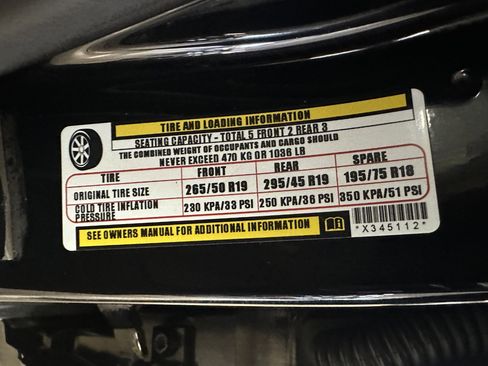 TIRE AND LOADING INFORMATION
SEATING CAPACITY - TOTAL 5 FRONT 2 REAR 3
THE COMBINED WEIGHT OF OCCUPANTS AND CARGO SHOULD
NEVER EXCEED 470 KG OR 1036 LB
TIRE FRONT REAR SPARE
ORIGINAL TIRE SIZE 265/50 R19 295/45 R19 195/75 R18
COLD TIRE INFLATION PRESSURE 230 KPA/33 PSI 250 KPA/36 PSI 350 KPA/51 PSI
SEE OWNERS MANUAL FOR ADDITIONAL INFORMATION
*X345112*